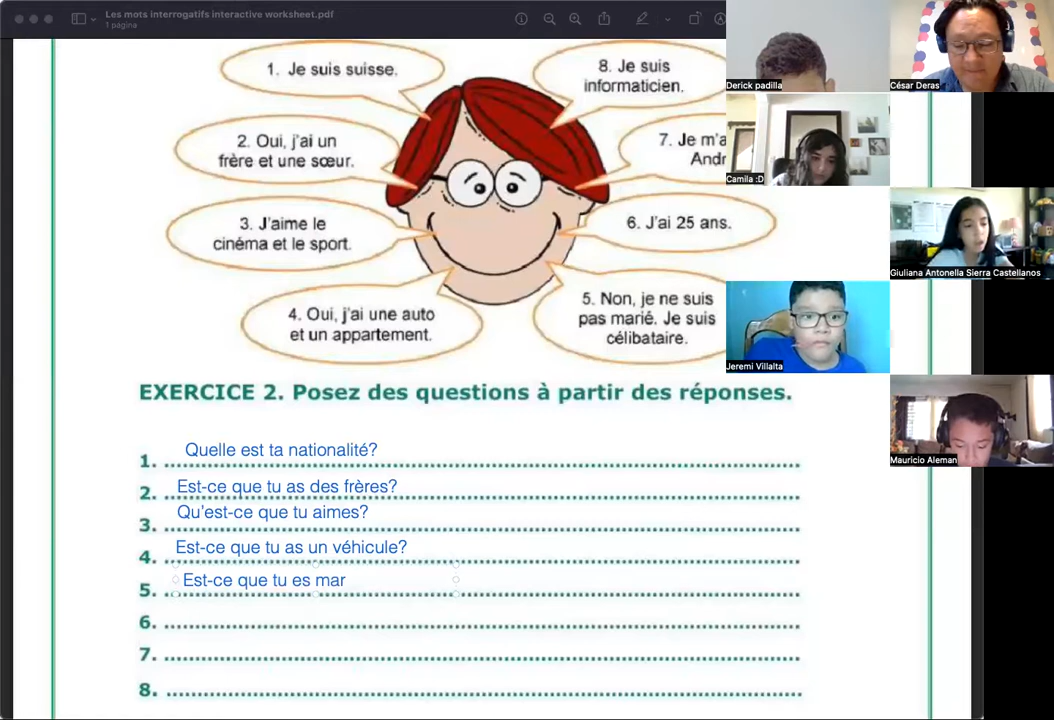 Les mots interrogatifs interactive worksheet.pdf
1 página
1. Je suis suisse.
8. Je suis
informaticien.
2. Oui, j'ai un
frère et une sœur.
7. Je m'a
Andr
3. J'aime le
cinéma et le sport.
6. J'ai 25 ans.
4. Oui, j'ai une auto
et un appartement.
5. Non, je ne suis
pas marié. Je suis
célibataire.
EXERCICE 2. Posez des questions à partir des réponses.
1. Quelle est ta nationalité?
2. Est-ce que tu as des frères?
3. Qu'est-ce que tu aimes?
4. Est-ce que tu as un véhicule?
5. Est-ce que tu es mar
6.
7.
8.
Derick padilla
César Deras
Camila :D
Giuliana Antonella Sierra Castellanos
Jeremi Villalta
Mauricio Aleman